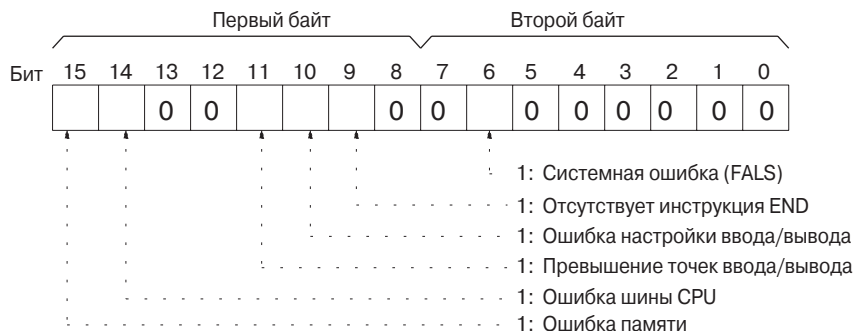 Первый байт Второй байт
Бит 15 14 13 12 11 10 9 8 7 6 5 4 3 2 1 0
0 0 0 0 0 0 0 0 0 0
1: Системная ошибка (FALS)
1: Отсутствует инструкция END
1: Ошибка настройки ввода/вывода
1: Превышение точек ввода/вывода
1: Ошибка шины CPU
1: Ошибка памяти